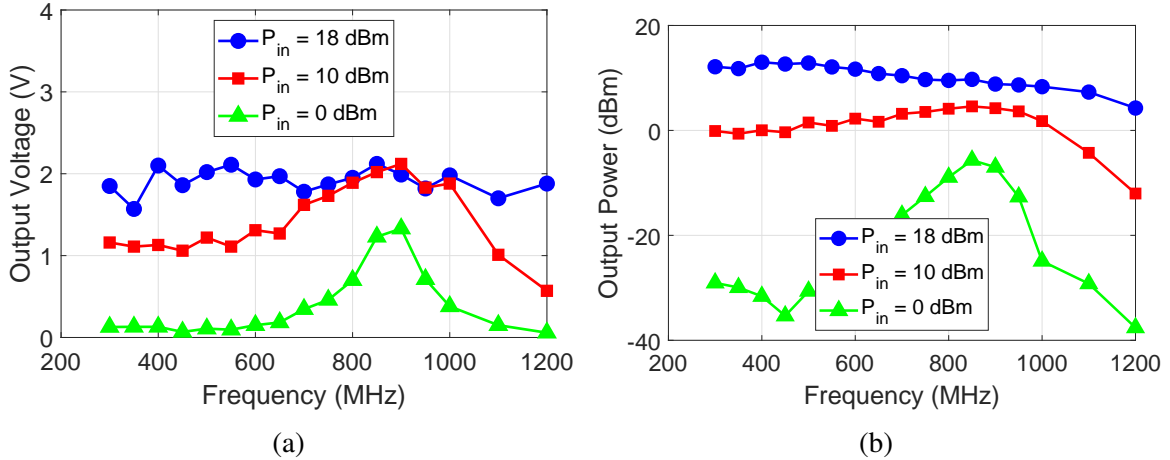 4
3
2
1
0
Output Voltage (V)
P_in = 18 dBm
P_in = 10 dBm
P_in = 0 dBm
200 400 600 800 1000 1200
Frequency (MHz)
(a)
20
0
-20
-40
Output Power (dBm)
P_in = 18 dBm
P_in = 10 dBm
P_in = 0 dBm
200 400 600 800 1000 1200
Frequency (MHz)
(b)